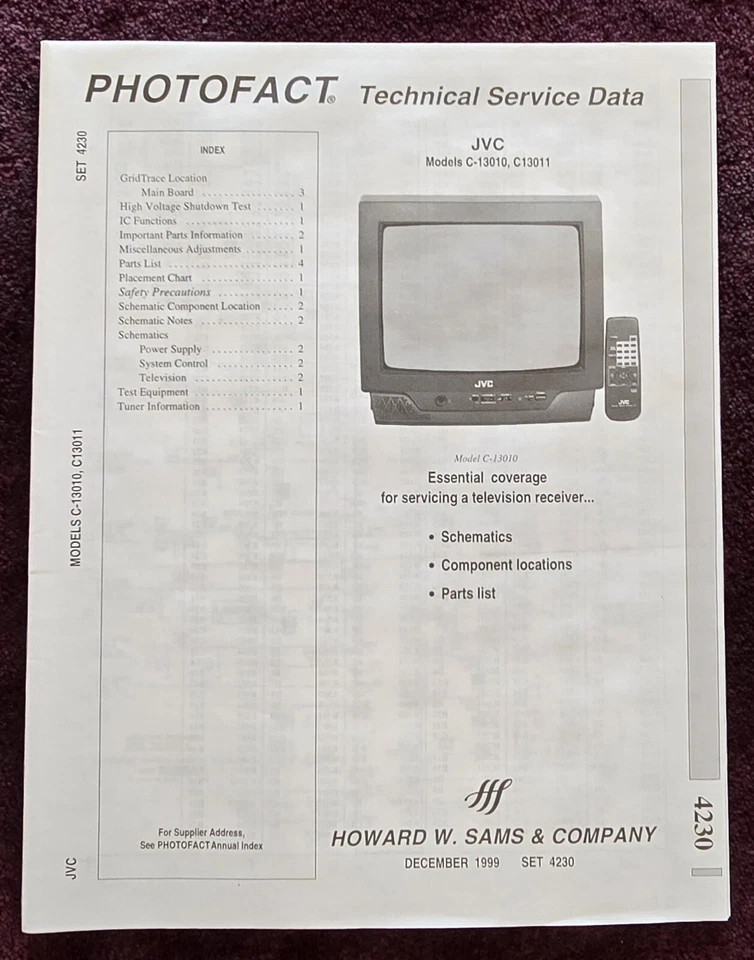 PHOTOFACT® Technical Service Data
SET 4230
MODELS C-13010, C13011
JVC
INDEX
GridTrace Location
Main Board . . . . . . . . . . . . . . . 3
High Voltage Shutdown Test . . . . . . 1
IC Functions . . . . . . . . . . . . . . . . . 1
Important Parts Information . . . . . . . 2
Miscellaneous Adjustments . . . . . . . 1
Parts List . . . . . . . . . . . . . . . . . . . . 4
Placement Chart . . . . . . . . . . . . . . . 1
Safety Precautions . . . . . . . . . . . . . 1
Schematic Component Location . . . . . 2
Schematic Notes . . . . . . . . . . . . . . . 2
Schematics
Power Supply . . . . . . . . . . . . . . 2
System Control . . . . . . . . . . . . . 2
Television . . . . . . . . . . . . . . . . 2
Test Equipment . . . . . . . . . . . . . . . . 1
Tuner Information . . . . . . . . . . . . . . 1
For Supplier Address,
See PHOTOFACT Annual Index
JVC
Models C-13010, C13011
JVC
JVC
Model C-13010
Essential coverage
for servicing a television receiver...
• Schematics
• Component locations
• Parts list
HOWARD W. SAMS & COMPANY
DECEMBER 1999 SET 4230
4230